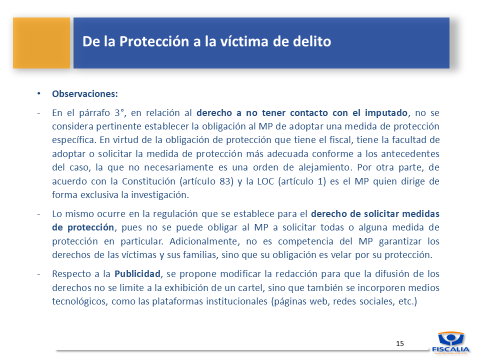 De la Protección a la víctima de delito
• Observaciones:
- En el párrafo 3°, en relación al derecho a no tener contacto con el imputado, no se
considera pertinente establecer la obligación al MP de adoptar una medida de protección
específica. En virtud de la obligación de protección que tiene el fiscal, tiene la facultad de
adoptar o solicitar la medida de protección más adecuada conforme a los antecedentes
del caso, la que no necesariamente es una orden de alejamiento. Por otra parte, de
acuerdo con la Constitución (artículo 83) y la LOC (artículo 1) es el MP quien dirige de
forma exclusiva la investigación.
- Lo mismo ocurre en la regulación que se establece para el derecho de solicitar medidas
de protección, pues no se puede obligar al MP a solicitar todas o alguna medida de
protección en particular. Adicionalmente, no es competencia del MP garantizar los
derechos de las víctimas y sus familias, sino que su obligación es velar por su protección.
- Respecto a la Publicidad, se propone modificar la redacción para que la difusión de los
derechos no se limite a la exhibición de un cartel, sino que también se incorporen medios
tecnológicos, como las plataformas institucionales (páginas web, redes sociales, etc.)
15
FISCALIA